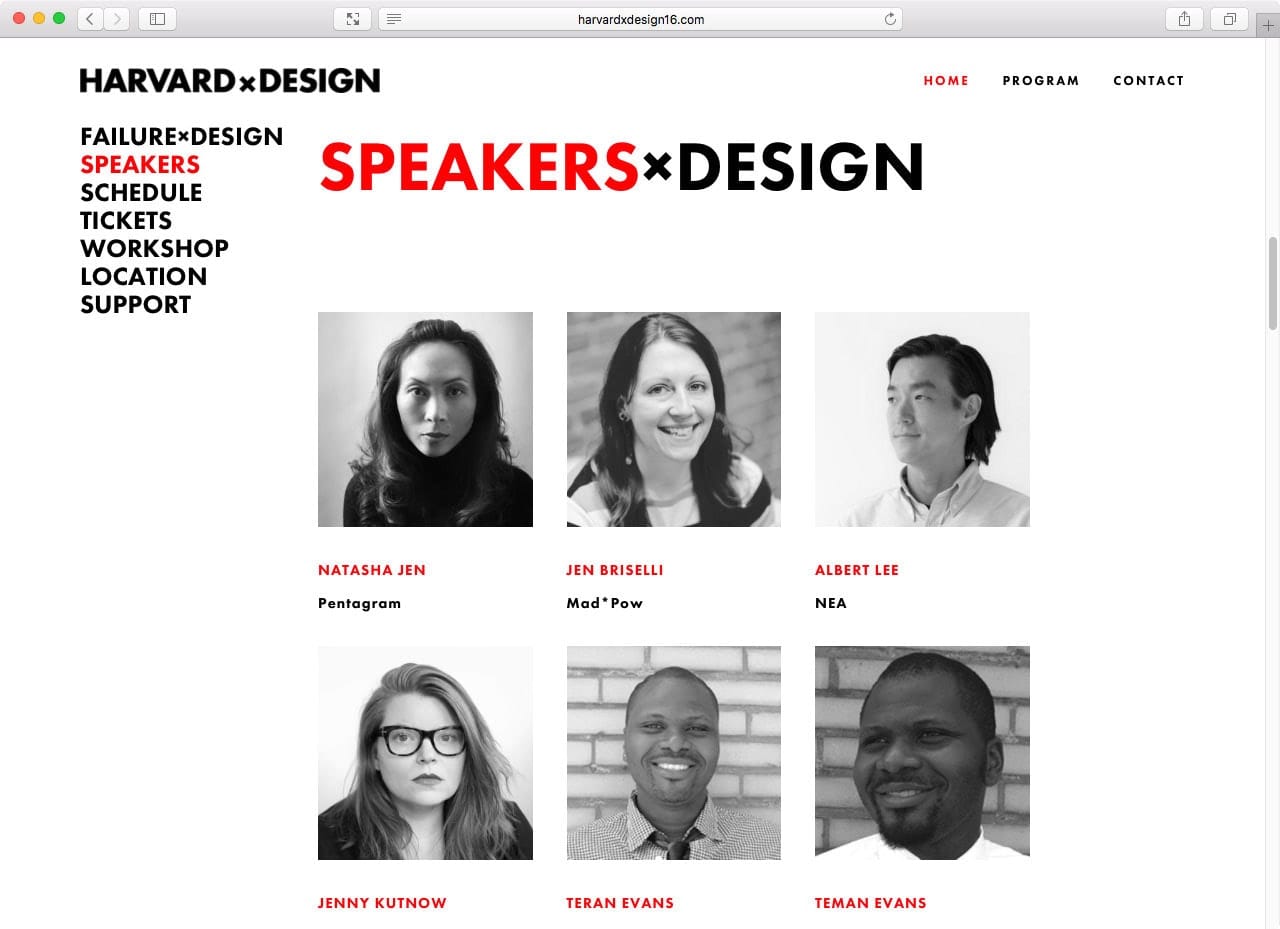 harvardxdesign16.com
HARVARD×DESIGN
HOME PROGRAM CONTACT
FAILURE×DESIGN
SPEAKERS
SCHEDULE
TICKETS
WORKSHOP
LOCATION
SUPPORT
SPEAKERS×DESIGN
NATASHA JEN
Pentagram
JEN BRISELLI
Mad*Pow
ALBERT LEE
NEA
JENNY KUTNOW
TERAN EVANS
TEMAN EVANS